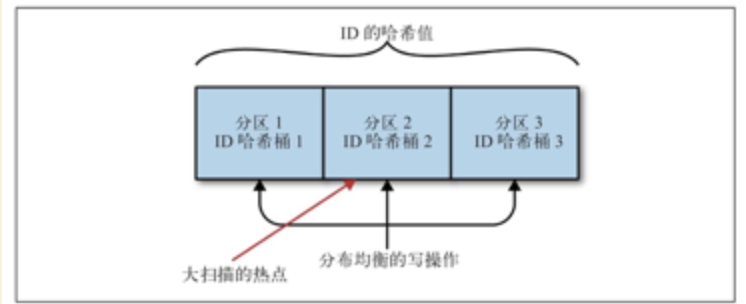 ID 的哈希值
分区 1
ID 哈希桶 1
分区 2
ID 哈希桶 2
分区 3
ID 哈希桶 3
大扫描的热点
分布均衡的写操作